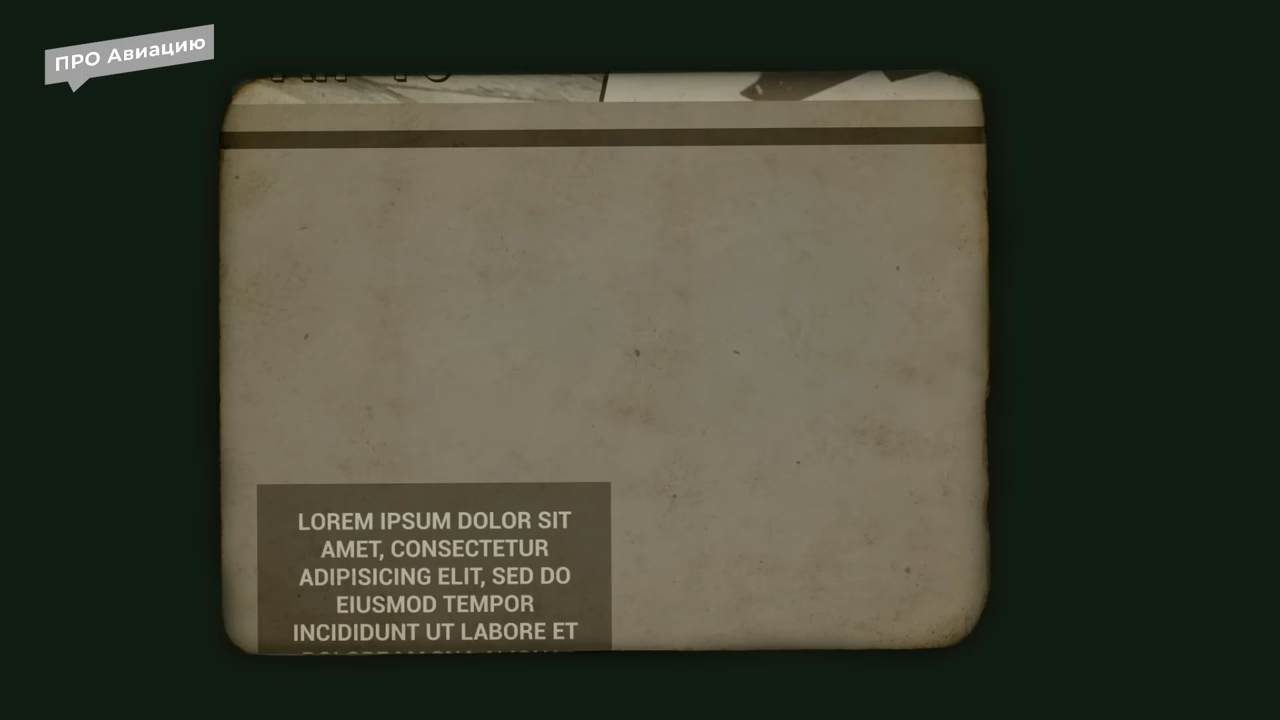 ПРО Авиацию
LOREM IPSUM DOLOR SIT
AMET, CONSECTETUR
ADIPISICING ELIT, SED DO
EIUSMOD TEMPOR
INCIDIDUNT UT LABORE ET